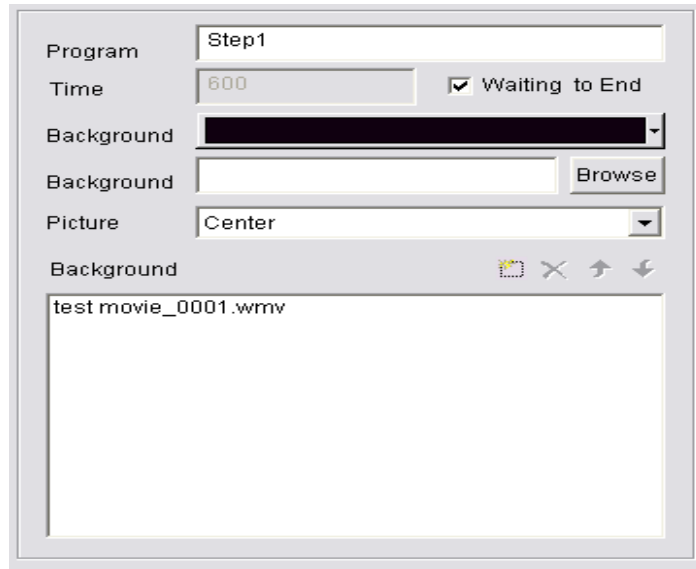 Program Step1
Time 600 Waiting to End
Background
Background Browse
Picture Center
Background
test movie_0001.wmv